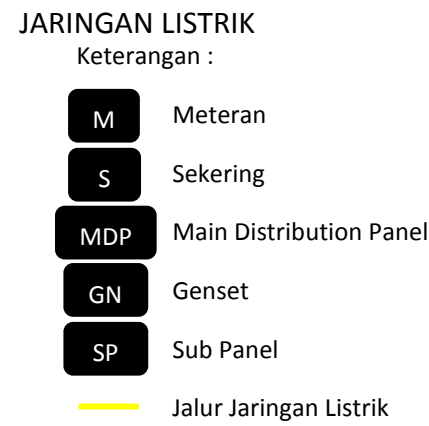 JARINGAN LISTRIK
Keterangan :
M Meteran
S Sekering
MDP Main Distribution Panel
GN Genset
SP Sub Panel
Jalur Jaringan Listrik